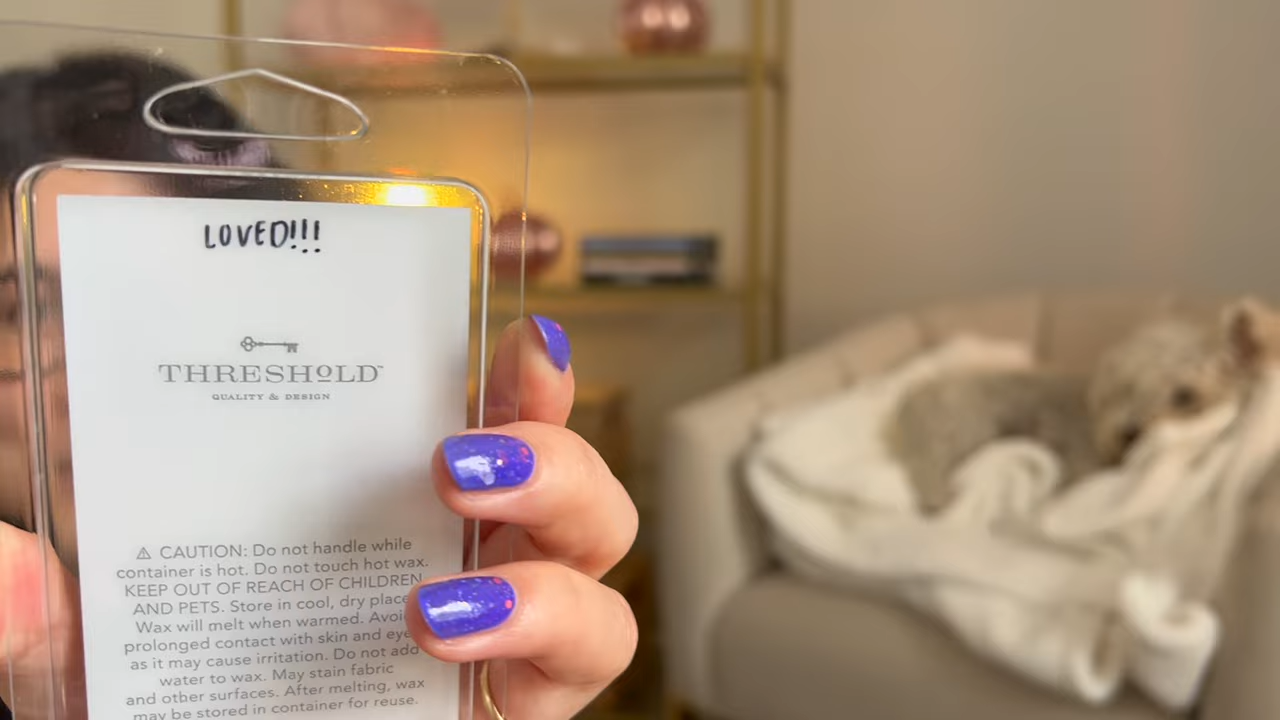 LOVED!!!
THRESHOLD™
QUALITY & DESIGN
⚠ CAUTION: Do not handle while
container is hot. Do not touch hot wax.
KEEP OUT OF REACH OF CHILDREN
AND PETS. Store in cool, dry place.
Wax will melt when warmed. Avoid
prolonged contact with skin and eyes
as it may cause irritation. Do not add
water to wax. May stain fabric
and other surfaces. After melting, wax
may be stored in container for reuse.